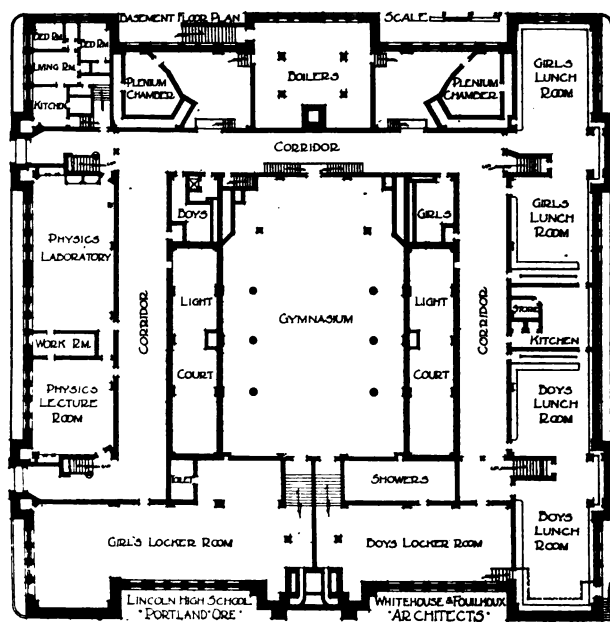 BASEMENT FLOOR PLAN
SCALE
BED RM.
BED RM.
LIVING RM.
KITCHEN
PLENIUM
CHAMBER
BOILERS
PLENIUM
CHAMBER
GIRLS
LUNCH
ROOM
CORRIDOR
PHYSICS
LABORATORY
BOYS
GIRLS
GIRLS
LUNCH
ROOM
CORRIDOR
LIGHT
COURT
GYMNASIUM
LIGHT
COURT
CORRIDOR
STORE
KITCHEN
WORK RM.
PHYSICS
LECTURE
ROOM
BOYS
LUNCH
ROOM
TOILET
SHOWERS
GIRL'S LOCKER ROOM
BOYS LOCKER ROOM
BOYS
LUNCH
ROOM
LINCOLN HIGH SCHOOL
"PORTLAND ORE"
WHITEHOUSE & FOUILHOUX
"ARCHITECTS"